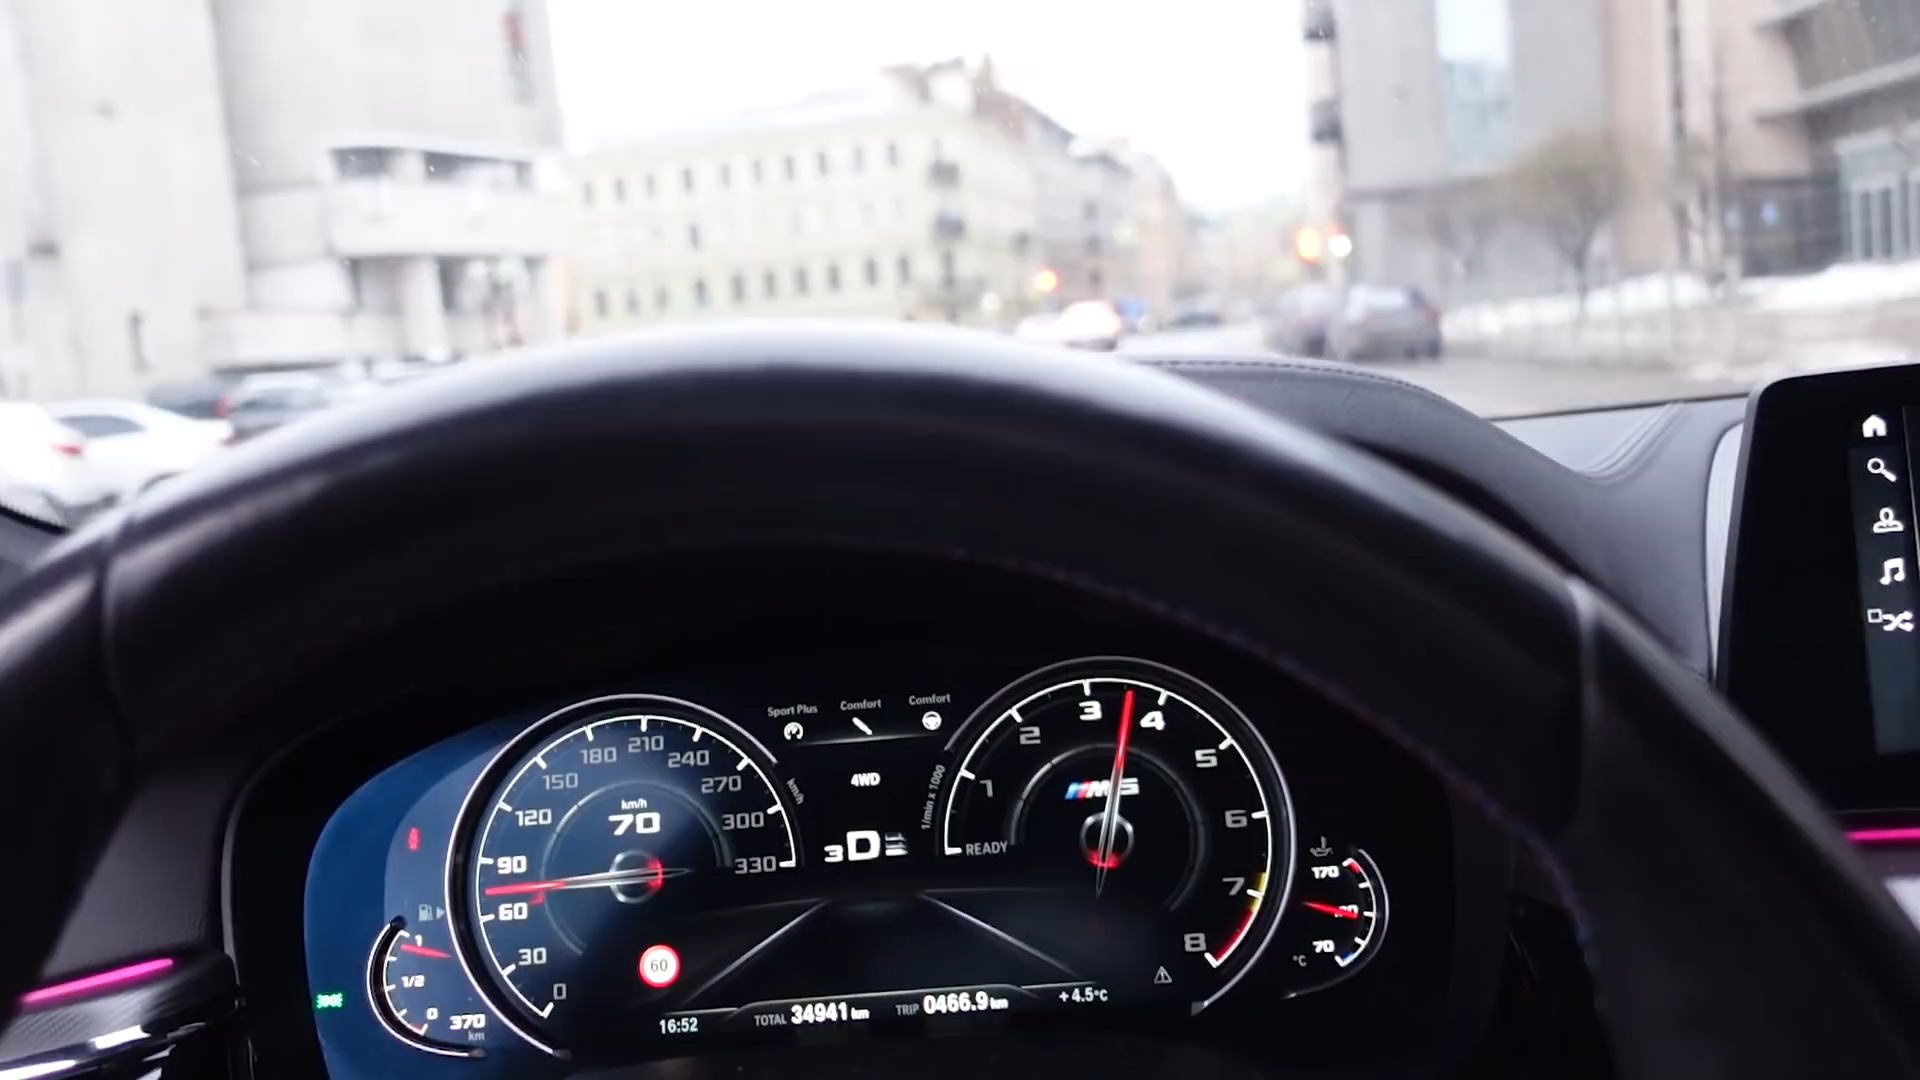 Sport Plus
Comfort
Comfort
0
30
60
90
120
150
180
210
240
270
300
330
km/h
km/h
70
60
4WD
3D
1/min x 1000
READY
1
2
3
4
5
6
7
8
M5
1
1/2
0
370
km
170
70
°C
16:52
TOTAL 34941 km
TRIP 0466.9 km
+4.5°C